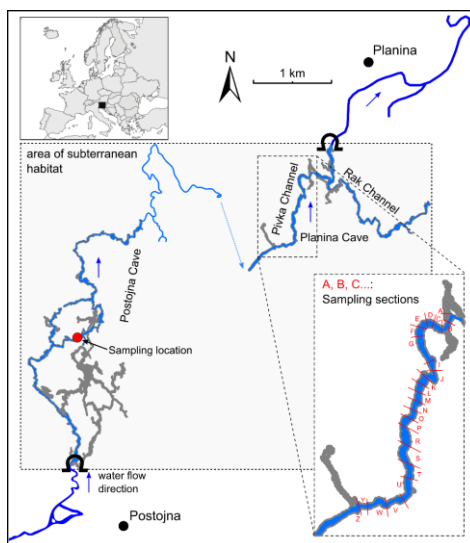 N
Planina
1 km
area of subterranean
habitat
Pivka Channel
Rak Channel
Planina Cave
Postojna Cave
Sampling location
A, B, C...:
Sampling sections
water flow
direction
Postojna
E
D
C
A
F
G
I
J
K
L
M
N
O
P
R
S
T
U
V
W
Y
Z